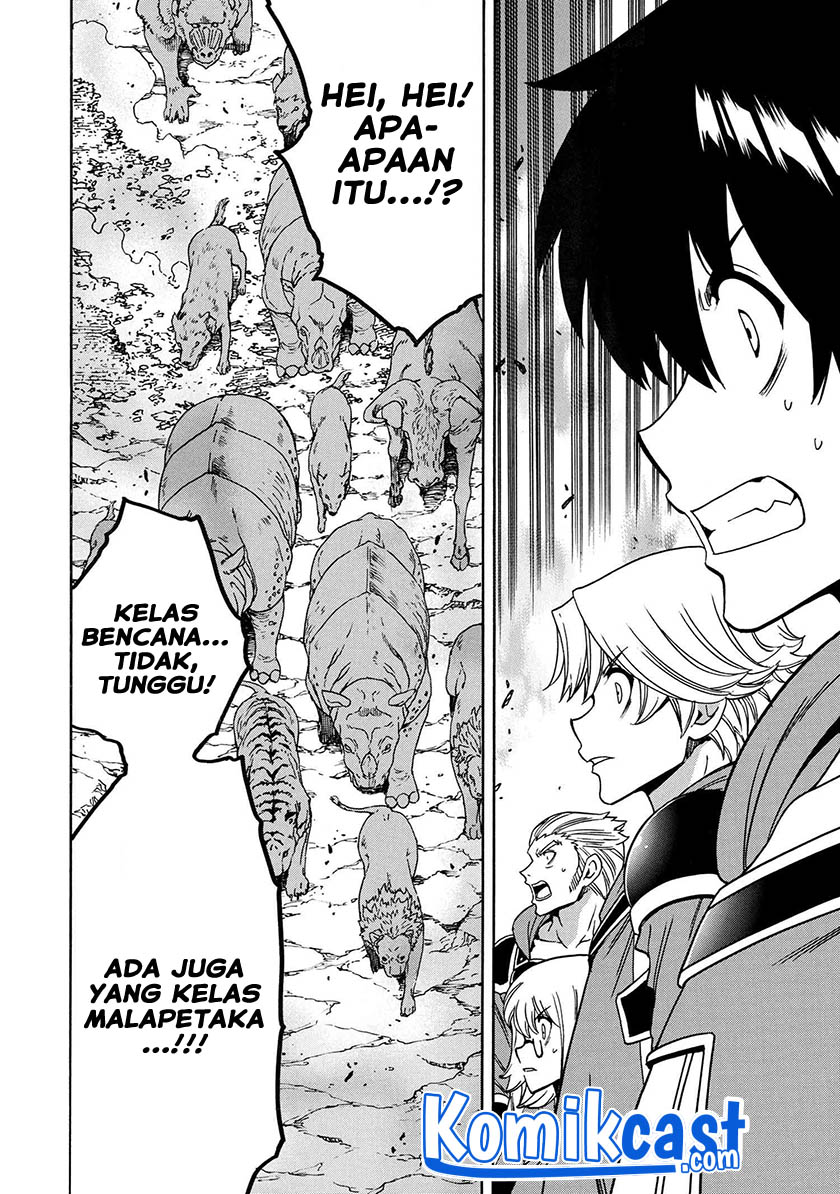 HEI, HEI!
APA-
APAAN
ITU...!?
KELAS
BENCANA...
TIDAK,
TUNGGU!
ADA JUGA
YANG KELAS
MALAPETAKA
...!!!
Komikcast
.com